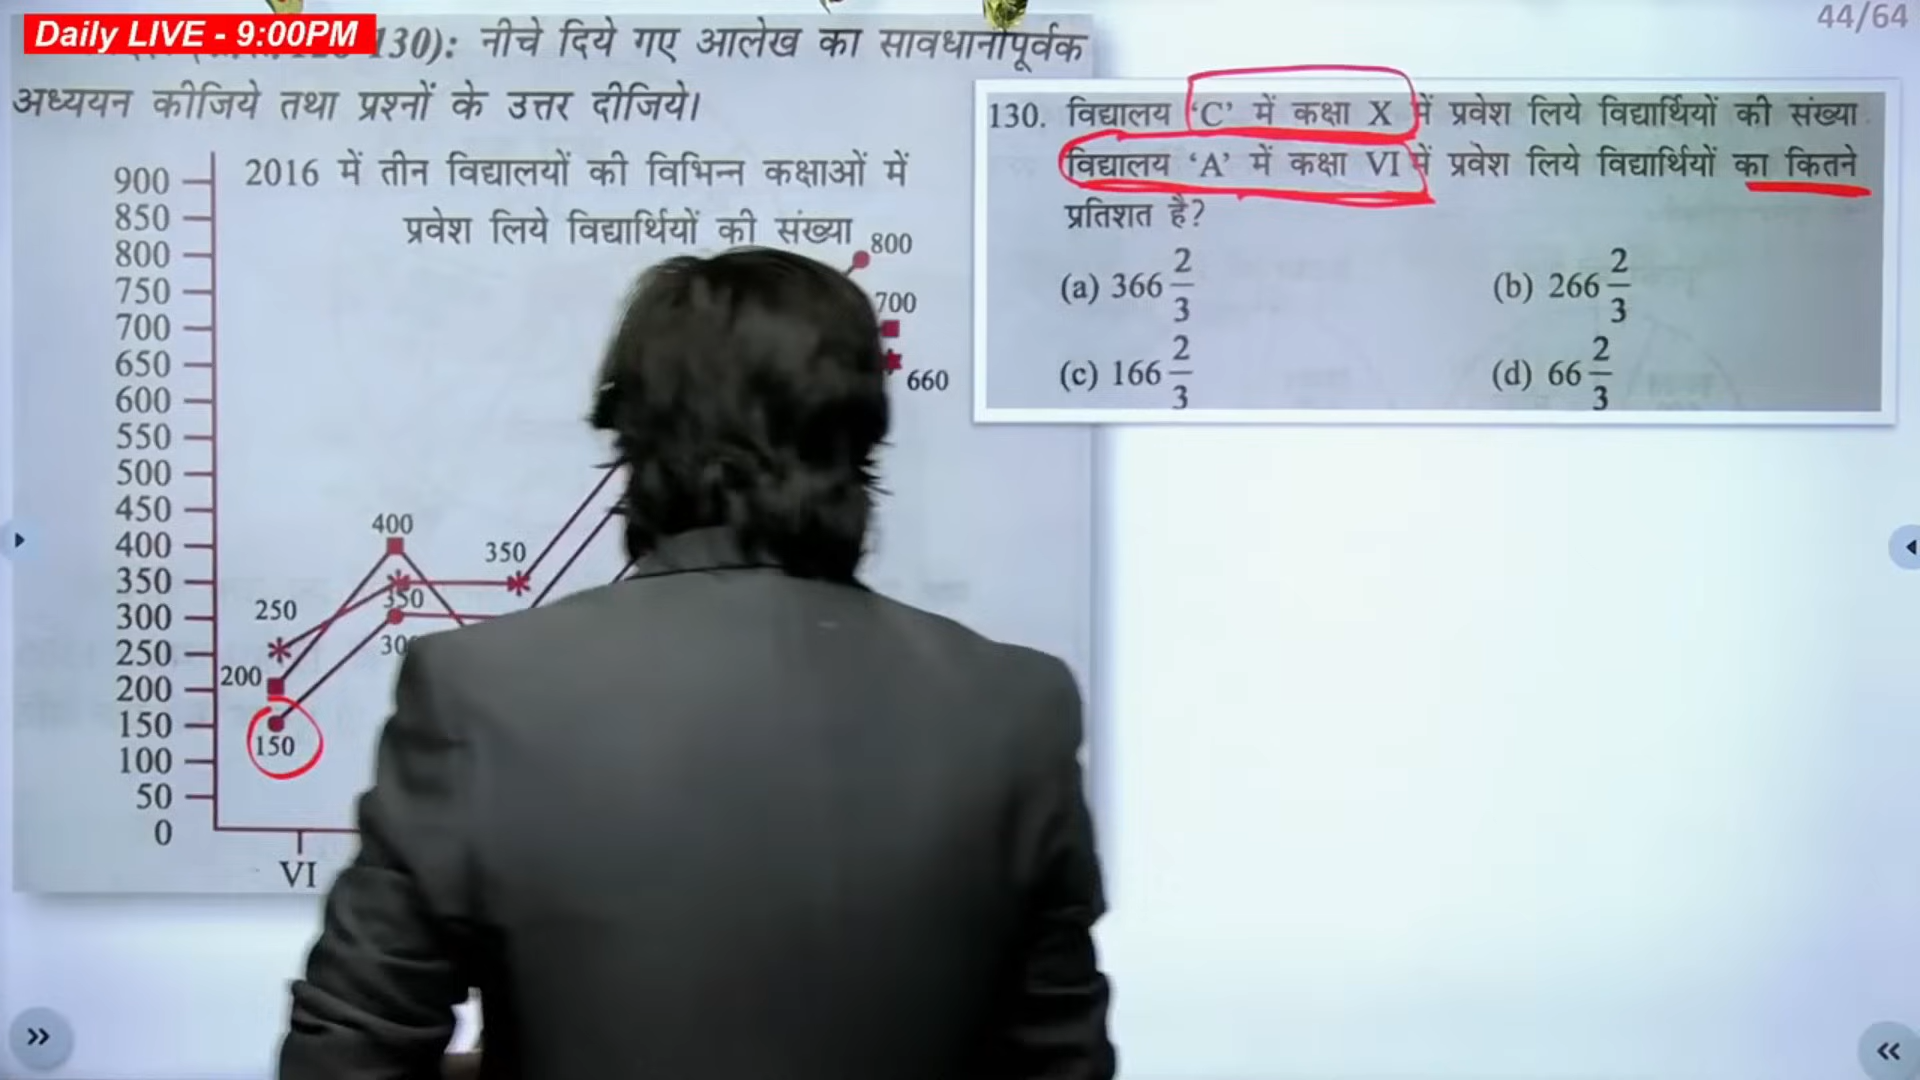 Daily LIVE - 9:00PM
44/64
130): नीचे दिये गए आलेख का सावधानीपूर्वक
अध्ययन कीजिये तथा प्रश्नों के उत्तर दीजिये।
2016 में तीन विद्यालयों की विभिन्न कक्षाओं में
प्रवेश लिये विद्यार्थियों की संख्या
900
850
800
750
700
650
600
550
500
450
400
350
300
250
200
150
100
50
0
800
700
660
400
350
350
250
200
150
VI
130. विद्यालय ‘C’ में कक्षा X में प्रवेश लिये विद्यार्थियों की संख्या
विद्यालय ‘A’ में कक्षा VI में प्रवेश लिये विद्यार्थियों का कितने
प्रतिशत है?
(a) 366 2/3 (b) 266 2/3
(c) 166 2/3 (d) 66 2/3